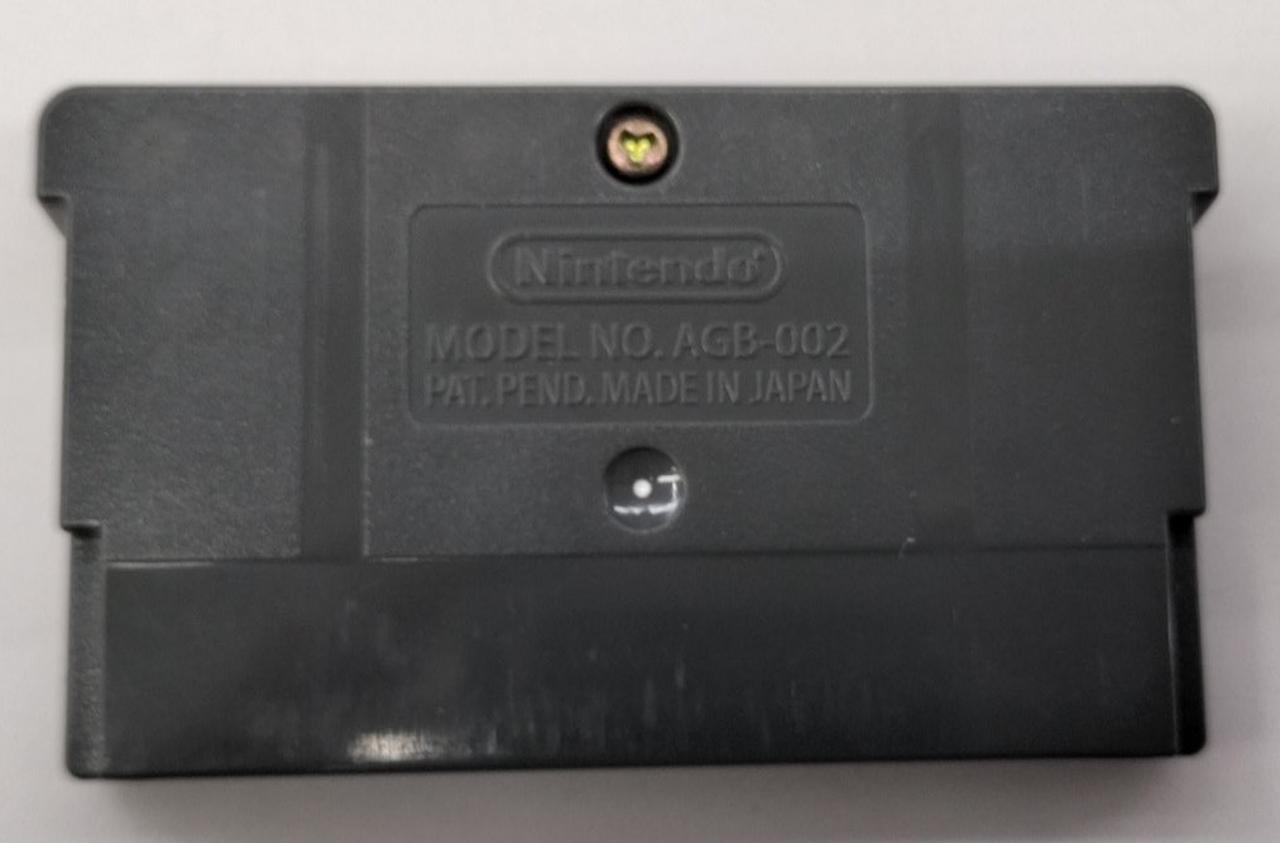 Nintendo
MODEL NO. AGB-002
PAT. PEND. MADE IN JAPAN